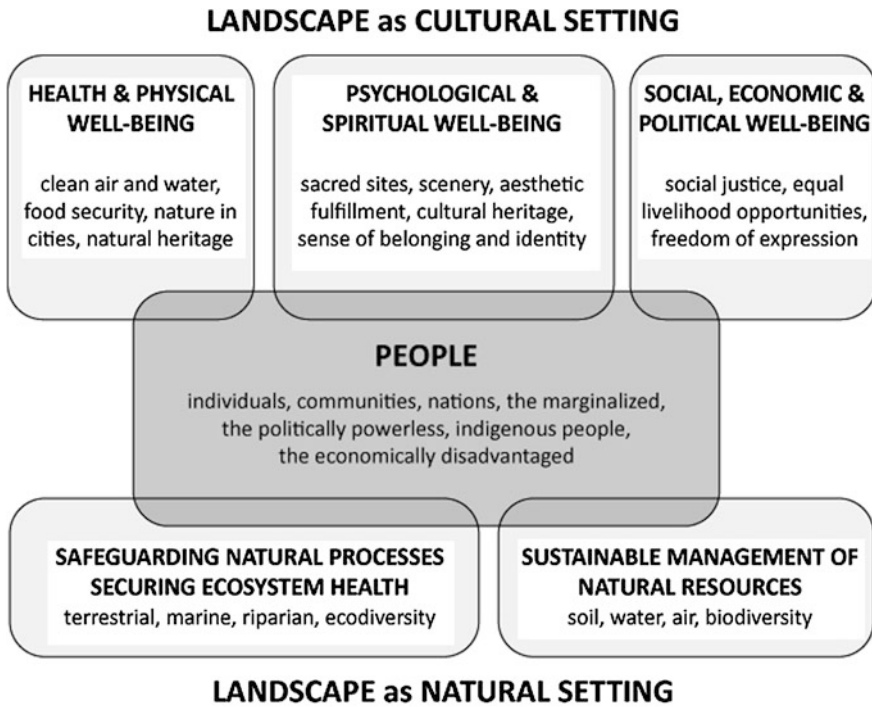 LANDSCAPE as CULTURAL SETTING
HEALTH & PHYSICAL
WELL-BEING
clean air and water,
food security, nature in
cities, natural heritage
PSYCHOLOGICAL &
SPIRITUAL WELL-BEING
sacred sites, scenery, aesthetic
fulfillment, cultural heritage,
sense of belonging and identity
SOCIAL, ECONOMIC &
POLITICAL WELL-BEING
social justice, equal
livelihood opportunities,
freedom of expression
PEOPLE
individuals, communities, nations, the marginalized,
the politically powerless, indigenous people,
the economically disadvantaged
SAFEGUARDING NATURAL PROCESSES
SECURING ECOSYSTEM HEALTH
terrestrial, marine, riparian, ecodiversity
SUSTAINABLE MANAGEMENT OF
NATURAL RESOURCES
soil, water, air, biodiversity
LANDSCAPE as NATURAL SETTING